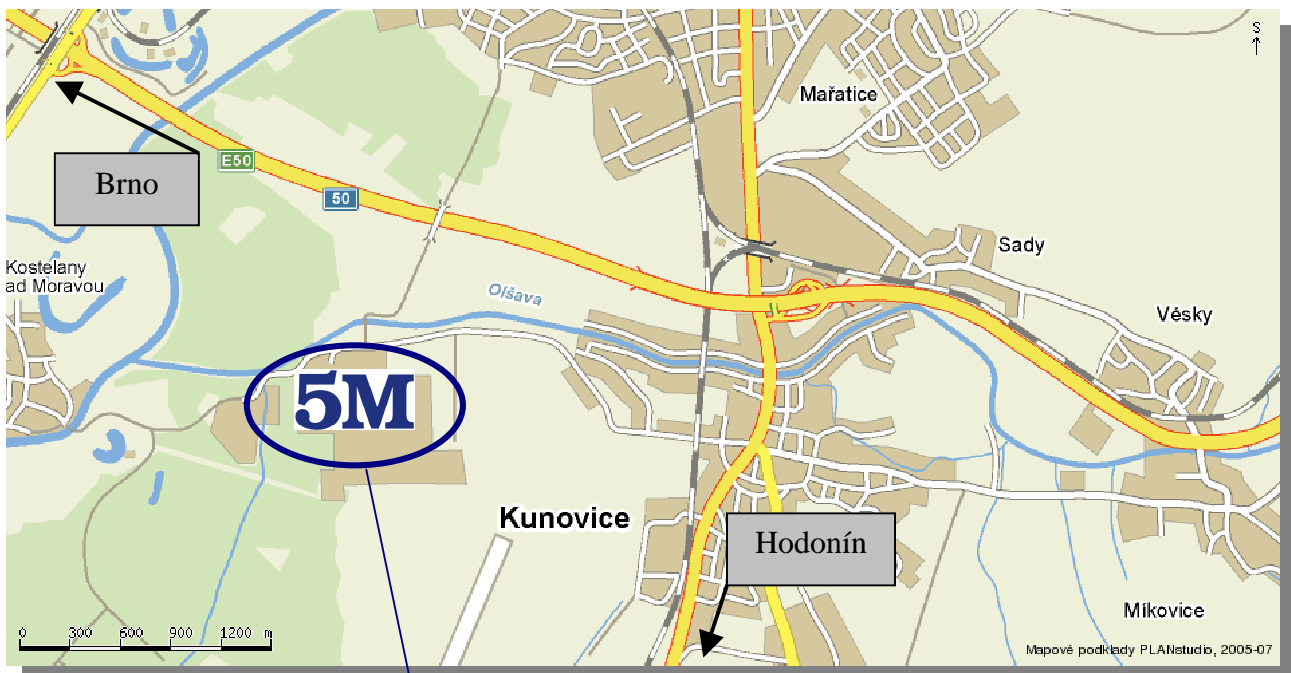 S
Mařatice
E50
Brno
50
Sady
Kostelany
ad Moravou
Olšava
Věsky
5M
Kunovice
Hodonín
Míkovice
0 300 600 900 1200 m
Mapové podklady PLANstudio, 2005-07